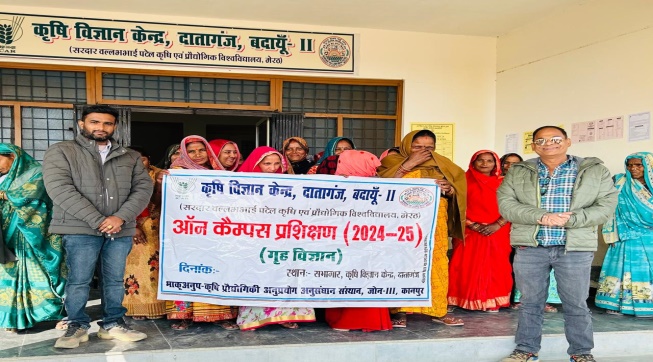 कृषि विज्ञान केन्द्र, दातागंज, बदायूँ- II
(सरदार वल्लभभाई पटेल कृषि एवं प्रौद्योगिक विश्वविद्यालय, मेरठ)
कृषि विज्ञान केन्द्र, दातागंज, बदायूँ- II
(सरदार वल्लभभाई पटेल कृषि एवं प्रौद्योगिक विश्वविद्यालय, मेरठ)
ऑन कैम्पस प्रशिक्षण (2024-25)
(गृह विज्ञान)
दिनांक:-
स्थान:- सभागार, कृषि विज्ञान केन्द्र, दातागंज
भाकृअनुप-कृषि प्रौद्योगिकी अनुप्रयोग अनुसंधान संस्थान, जोन-III, कानपुर